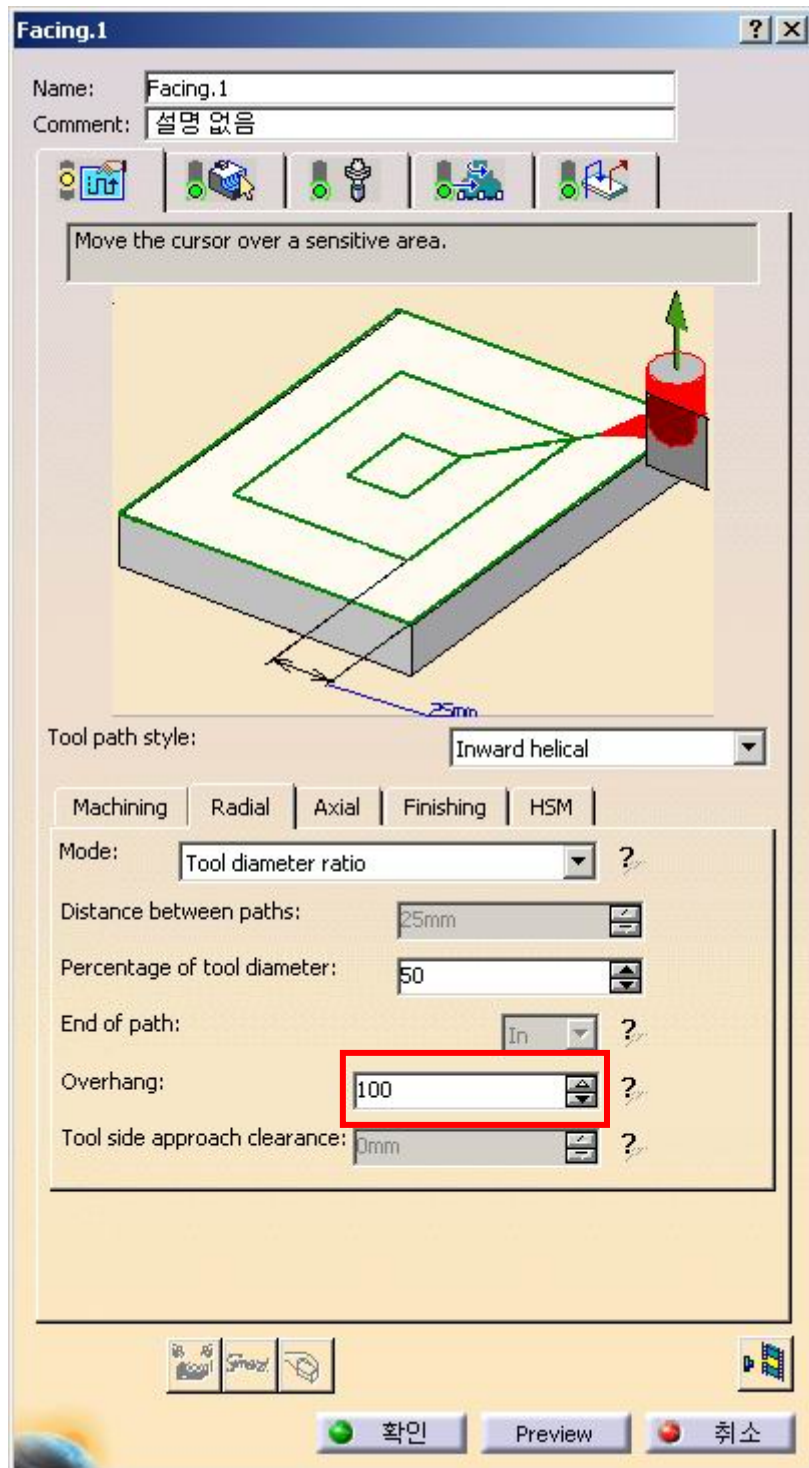 Facing.1
Name: Facing.1
Comment: 설명 없음
Move the cursor over a sensitive area.
25mm
Tool path style: Inward helical
Machining Radial Axial Finishing HSM
Mode: Tool diameter ratio ?
Distance between paths: 25mm
Percentage of tool diameter: 50
End of path: In ?
Overhang: 100 ?
Tool side approach clearance: 0mm ?
확인 Preview 취소